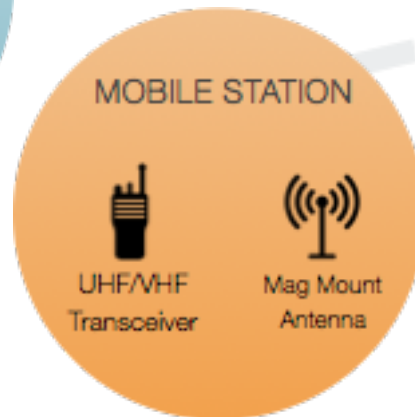 MOBILE STATION
UHF/VHF
Transceiver
Mag Mount
Antenna